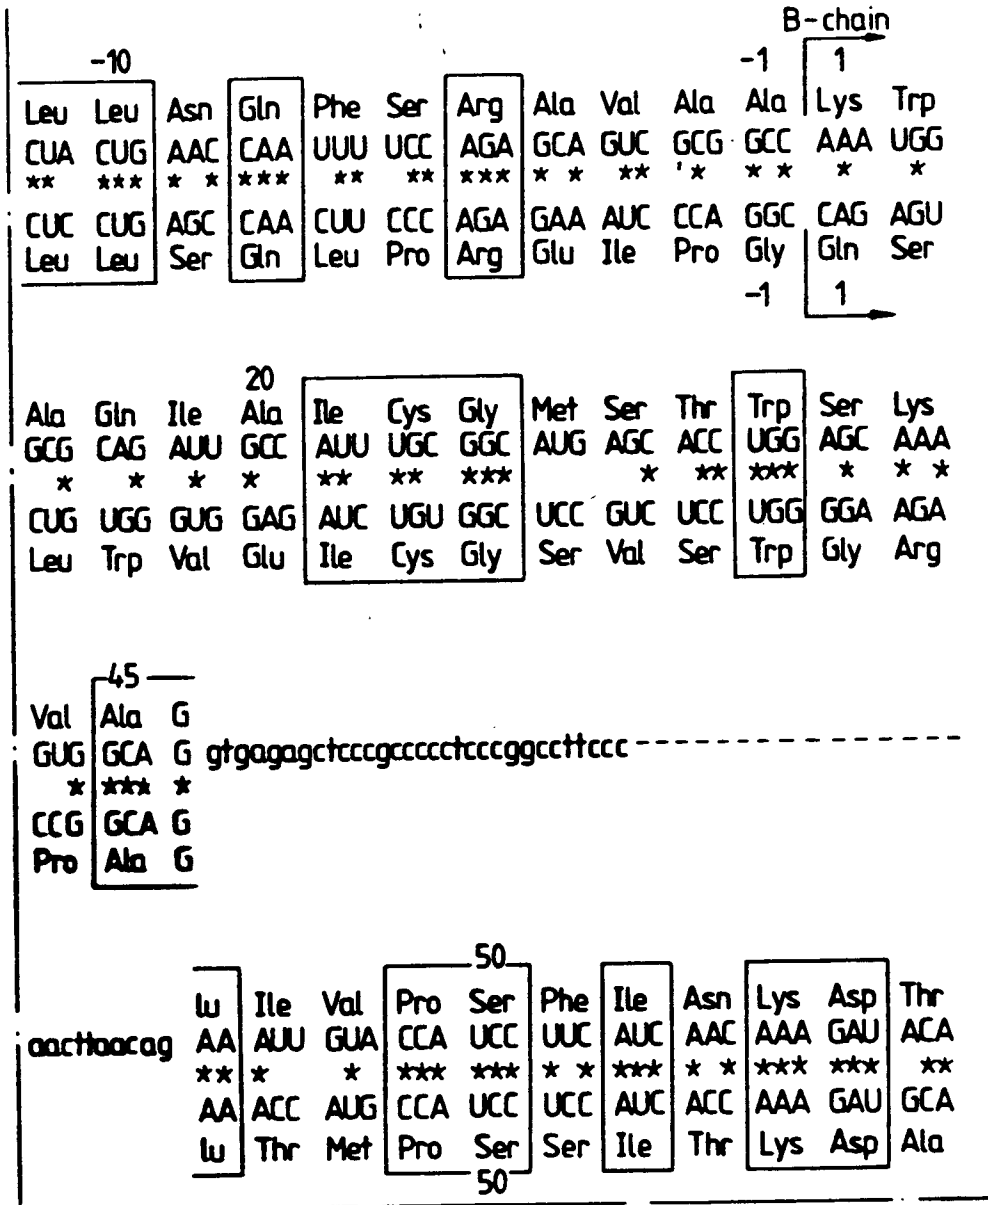 B-chain
-10 -1 1
Leu Leu Asn Gln Phe Ser Arg Ala Val Ala Ala Lys Trp
CUA CUG AAC CAA UUU UCC AGA GCA GUC GCG GCC AAA UGG
** *** * * *** ** ** *** * * ** '* * * * *
CUC CUG AGC CAA CUU CCC AGA GAA AUC CCA GGC CAG AGU
Leu Leu Ser Gln Leu Pro Arg Glu Ile Pro Gly Gln Ser
-1 1
20
Ala Gln Ile Ala Ile Cys Gly Met Ser Thr Trp Ser Lys
GCG CAG AUU GCC AUU UGC GGC AUG AGC ACC UGG AGC AAA
* * * * ** ** *** * ** *** * * *
CUG UGG GUG GAG AUC UGU GGC UCC GUC UCC UGG GGA AGA
Leu Trp Val Glu Ile Cys Gly Ser Val Ser Trp Gly Arg
45
Val Ala G
GUG GCA G gtgagagctcccgcccccctcccggccttccc
* *** *
CCG GCA G
Pro Ala G
50
lu Ile Val Pro Ser Phe Ile Asn Lys Asp Thr
aacttaacag AA AUU GUA CCA UCC UUC AUC AAC AAA GAU ACA
** * * *** *** * * *** * * *** *** **
AA ACC AUG CCA UCC UCC AUC ACC AAA GAU GCA
lu Thr Met Pro Ser Ser Ile Thr Lys Asp Ala
50